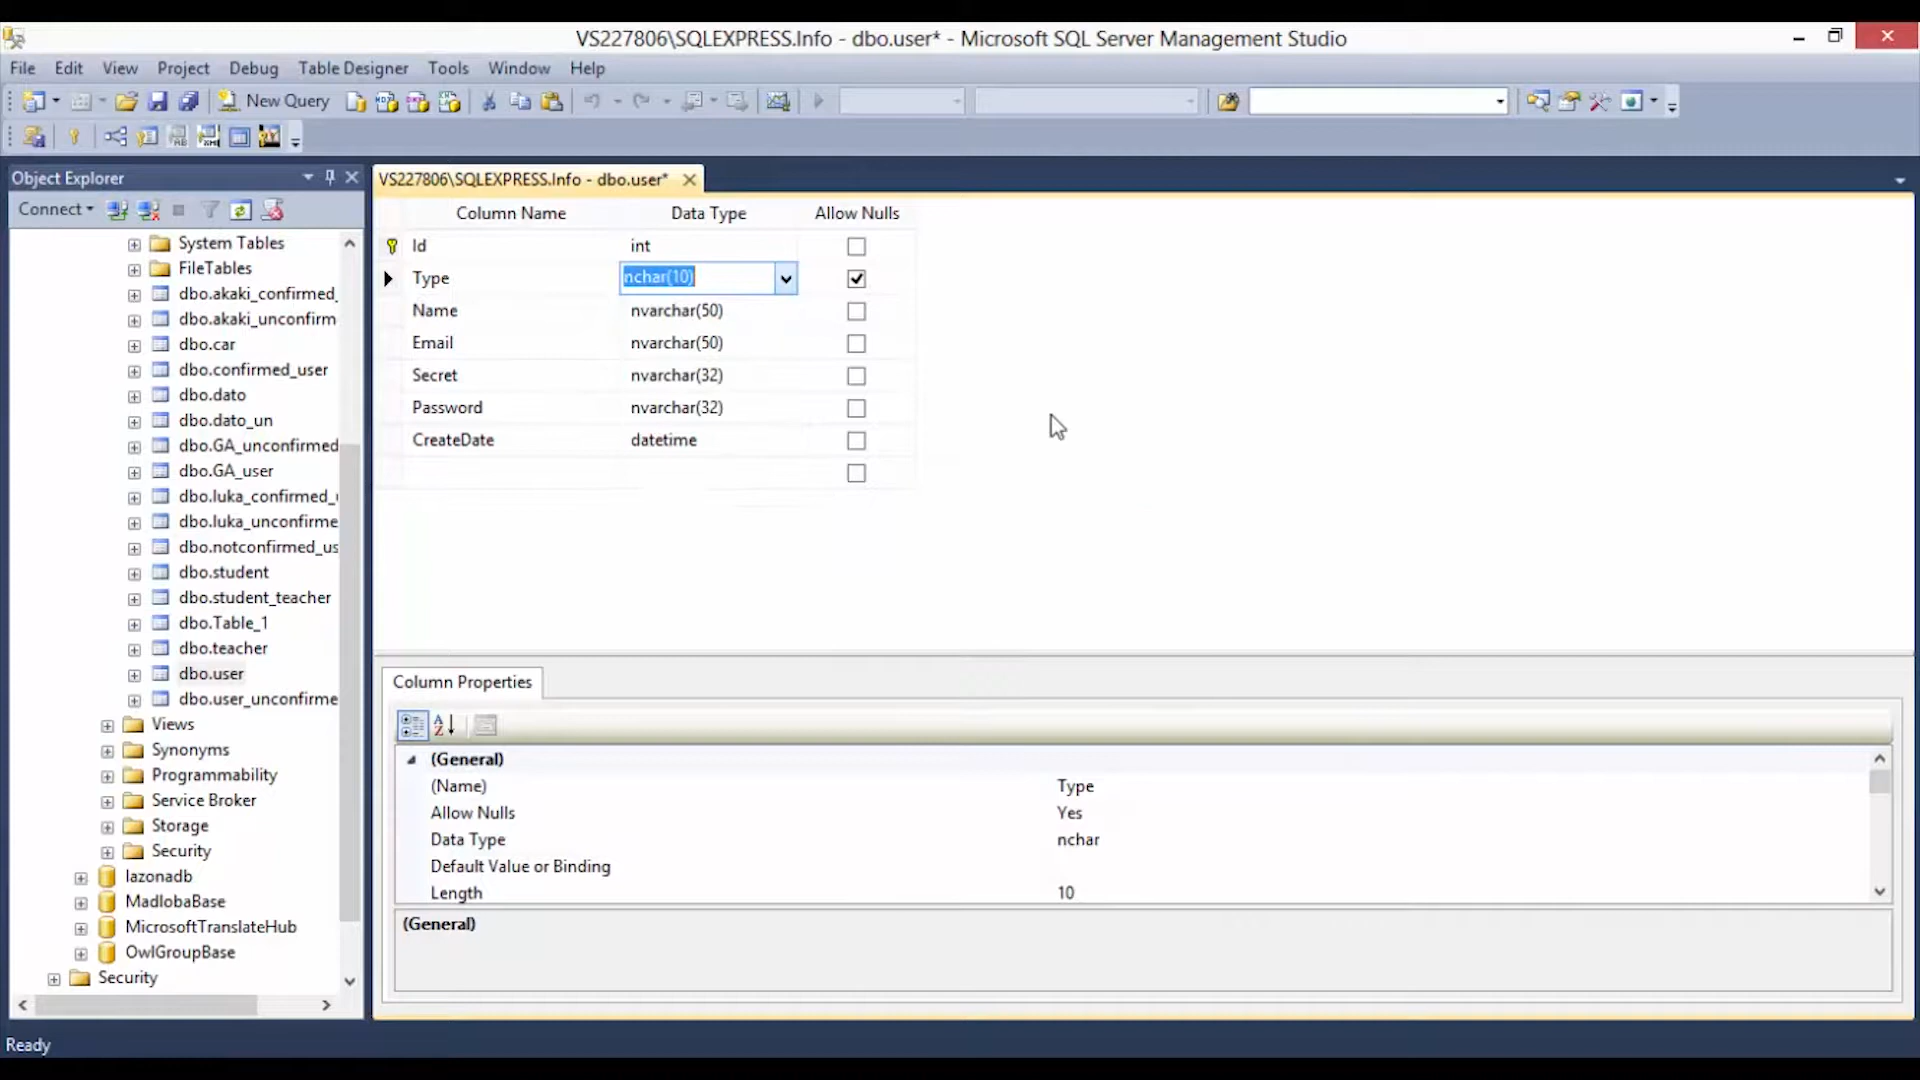 VS227806\SQLEXPRESS.Info - dbo.user* - Microsoft SQL Server Management Studio
File Edit View Project Debug Table Designer Tools Window Help
New Query
Object Explorer
Connect
System Tables
FileTables
dbo.akaki_confirmed_
dbo.akaki_unconfirm
dbo.car
dbo.confirmed_user
dbo.dato
dbo.dato_un
dbo.GA_unconfirmed
dbo.GA_user
dbo.luka_confirmed_u
dbo.luka_unconfirme
dbo.notconfirmed_us
dbo.student
dbo.student_teacher
dbo.Table_1
dbo.teacher
dbo.user
dbo.user_unconfirme
Views
Synonyms
Programmability
Service Broker
Storage
Security
lazonadb
MadlobaBase
MicrosoftTranslateHub
OwlGroupBase
Security
VS227806\SQLEXPRESS.Info - dbo.user*
Column Name Data Type Allow Nulls
Id int
Type nchar(10)
Name nvarchar(50)
Email nvarchar(50)
Secret nvarchar(32)
Password nvarchar(32)
CreateDate datetime
Column Properties
(General)
(Name) Type
Allow Nulls Yes
Data Type nchar
Default Value or Binding
Length 10
(General)
Ready